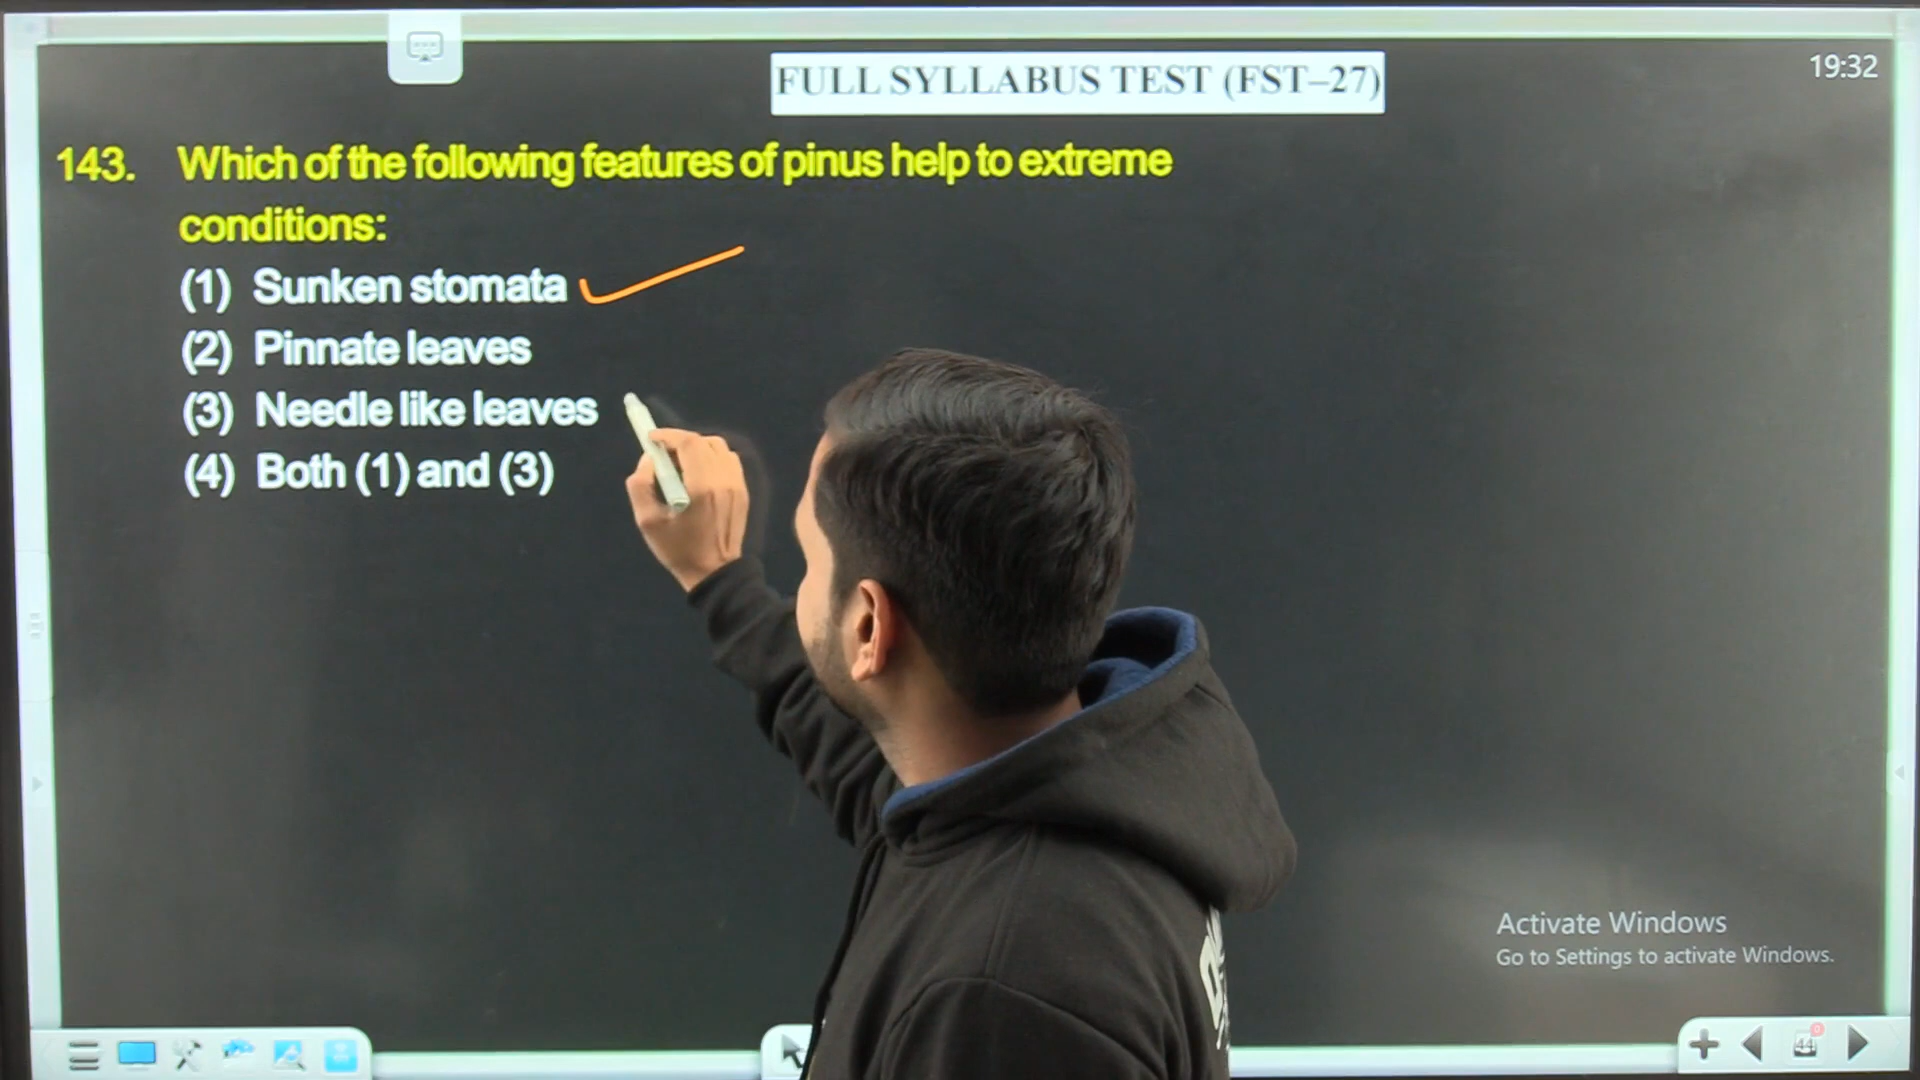 FULL SYLLABUS TEST (FST–27)
19:32
143. Which of the following features of pinus help to extreme
conditions:
(1) Sunken stomata
(2) Pinnate leaves
(3) Needle like leaves
(4) Both (1) and (3)
Activate Windows
Go to Settings to activate Windows.
44
0